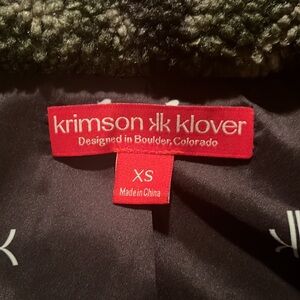 krimson kk klover
Designed in Boulder, Colorado
XS
Made in China